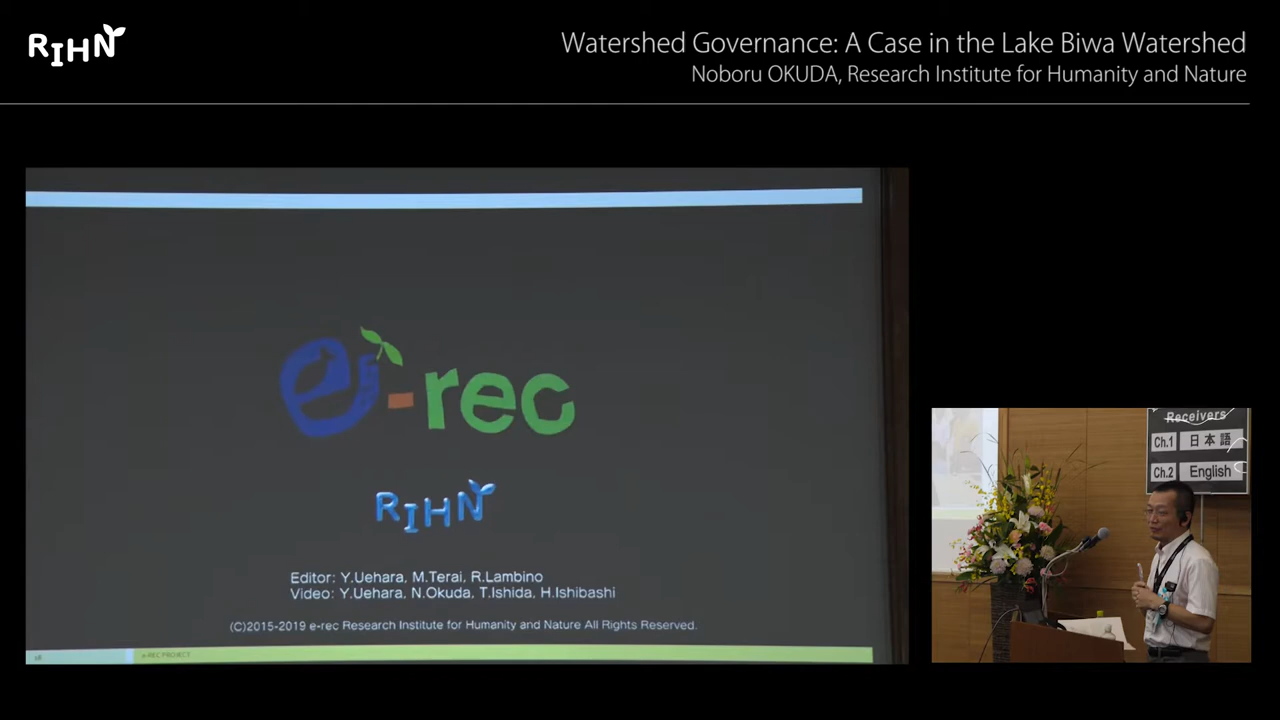 RIHN
Watershed Governance: A Case in the Lake Biwa Watershed
Noboru OKUDA, Research Institute for Humanity and Nature
e-rec
RIHN
Editor: Y.Uehara, M.Terai, R.Lambino
Video: Y.Uehara, N.Okuda, T.Ishida, H.Ishibashi
(C)2015-2019 e-rec Research Institute for Humanity and Nature All Rights Reserved.
e-REC PROJECT
Receivers
Ch.1 日本語
Ch.2 English